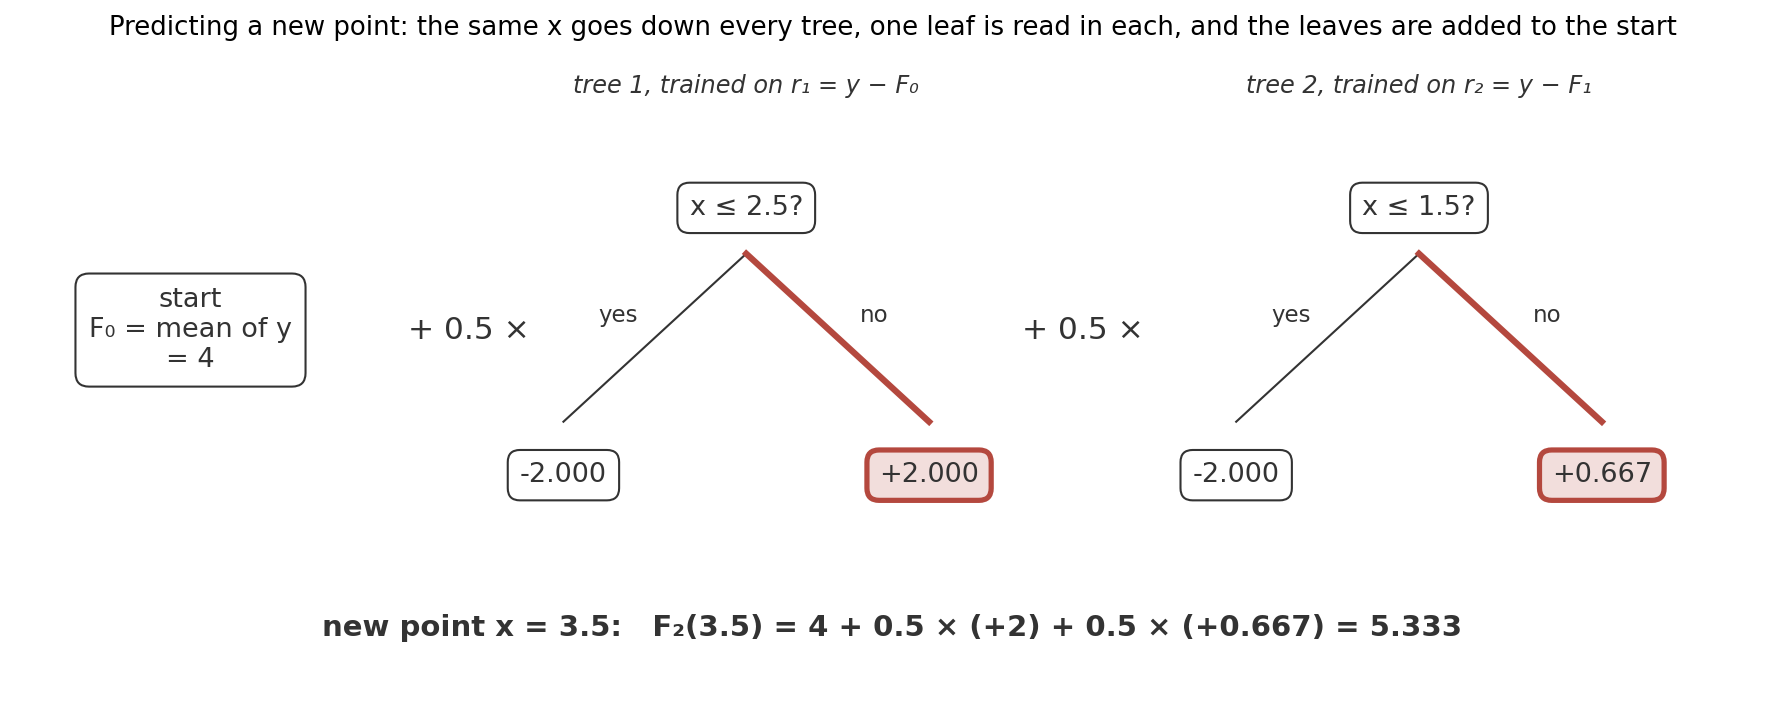 Predicting a new point: the same x goes down every tree, one leaf is read in each, and the leaves are added to the start
tree 1, trained on r₁ = y − F₀
tree 2, trained on r₂ = y − F₁
x ≤ 2.5?
x ≤ 1.5?
start
F₀ = mean of y
= 4
+ 0.5 ×
yes
no
+ 0.5 ×
yes
no
-2.000
+2.000
-2.000
+0.667
new point x = 3.5:   F₂(3.5) = 4 + 0.5 × (+2) + 0.5 × (+0.667) = 5.333